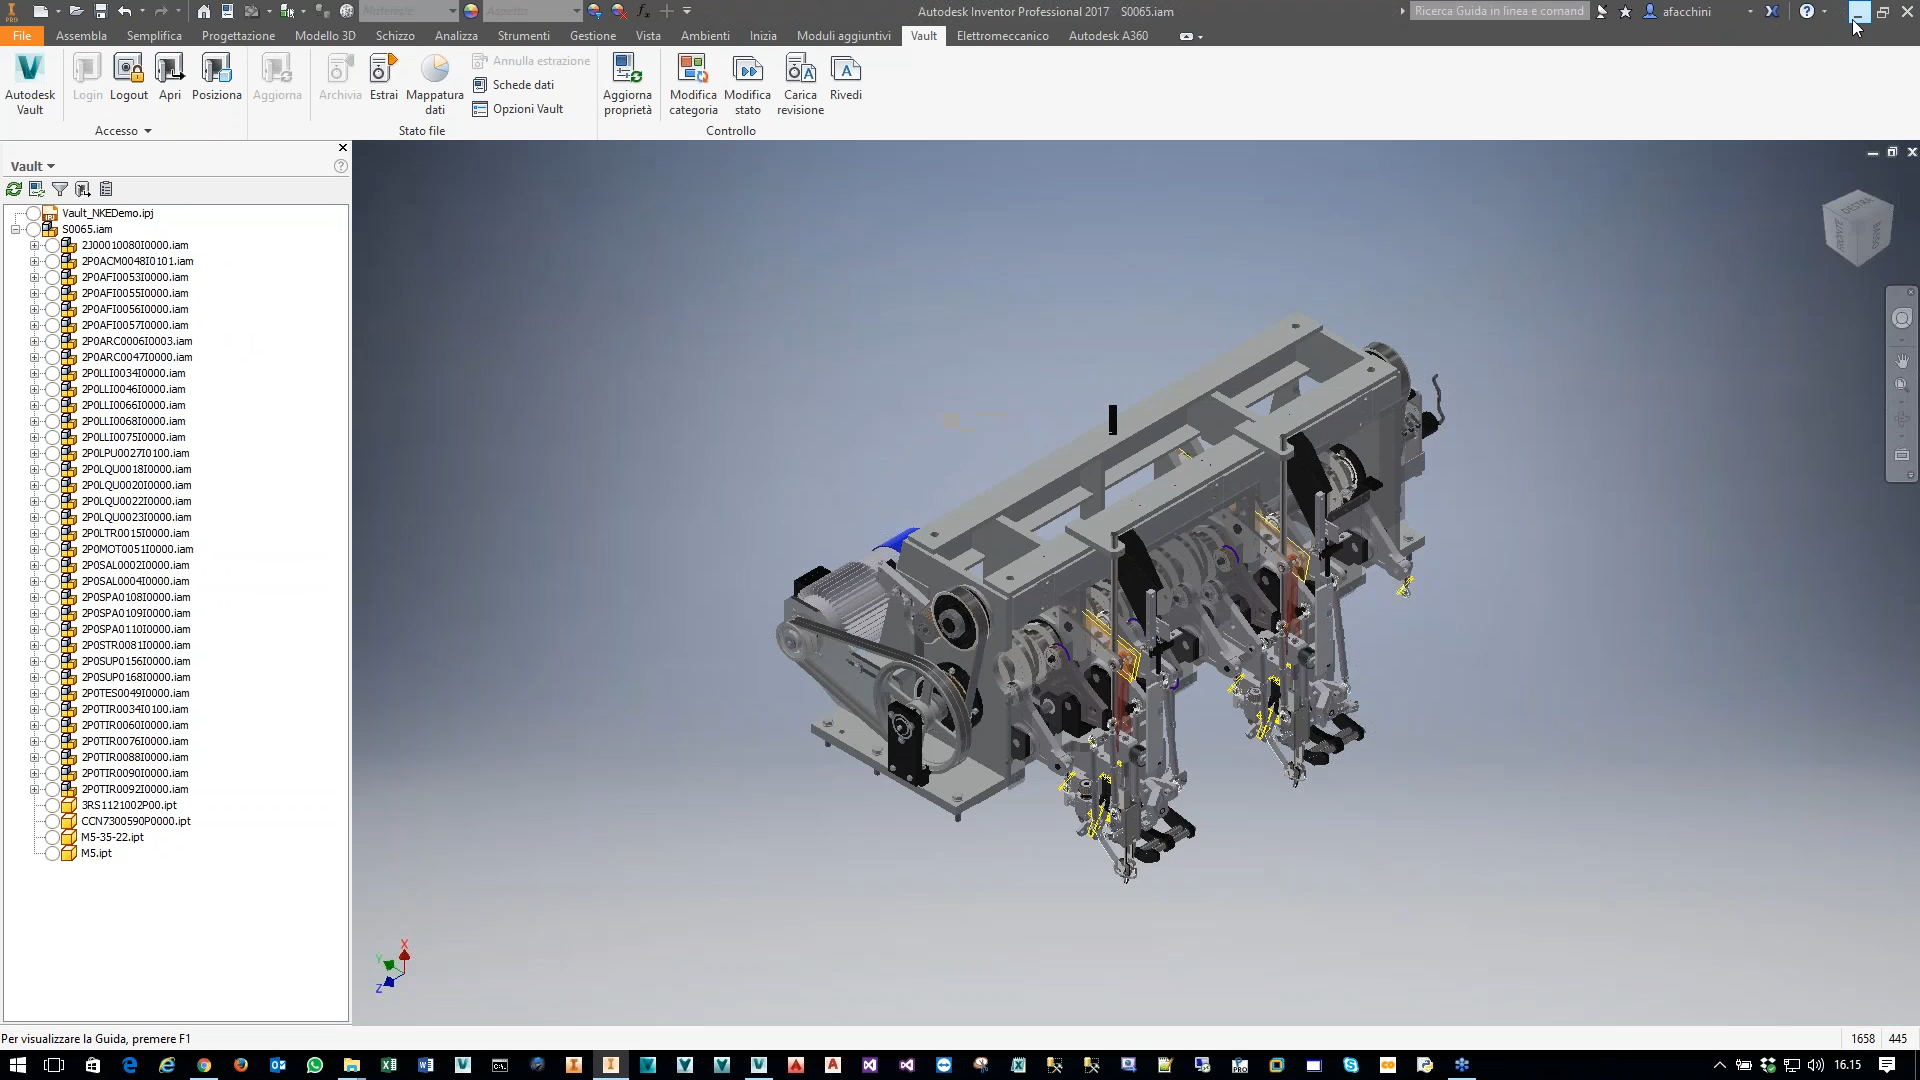 PRO
Materiale
Aspetto
fx
Autodesk Inventor Professional 2017 S0065.iam
Ricerca Guida in linea e comand
afacchini
File Assembla Semplifica Progettazione Modello 3D Schizzo Analizza Strumenti Gestione Vista Ambienti Inizia Moduli aggiuntivi Vault Elettromeccanico Autodesk A360
Autodesk Vault
Login
Logout
Apri
Posiziona
Aggiorna
Archivia
Estrai
Mappatura dati
Annulla estrazione
Schede dati
Opzioni Vault
Aggiorna proprietà
Modifica categoria
Modifica stato
Carica revisione
Rivedi
Accesso
Stato file
Controllo
Vault
Vault_NKEDemo.ipj
S0065.iam
2J00010080I0000.iam
2P0ACM0048I0101.iam
2P0AFI0053I0000.iam
2P0AFI0055I0000.iam
2P0AFI0056I0000.iam
2P0AFI0057I0000.iam
2P0ARC0006I0003.iam
2P0ARC0047I0000.iam
2P0LLI0034I0000.iam
2P0LLI0046I0000.iam
2P0LLI0066I0000.iam
2P0LLI0068I0000.iam
2P0LLI0075I0000.iam
2P0LPU0027I0100.iam
2P0LQU0018I0000.iam
2P0LQU0020I0000.iam
2P0LQU0022I0000.iam
2P0LQU0023I0000.iam
2P0LTR0015I0000.iam
2P0MOT0051I0000.iam
2P0SAL0002I0000.iam
2P0SAL0004I0000.iam
2P0SPA0108I0000.iam
2P0SPA0109I0000.iam
2P0SPA0110I0000.iam
2P0STR0081I0000.iam
2P0SUP0156I0000.iam
2P0SUP0168I0000.iam
2P0TES0049I0000.iam
2P0TIR0034I0100.iam
2P0TIR0060I0000.iam
2P0TIR0076I0000.iam
2P0TIR0088I0000.iam
2P0TIR0090I0000.iam
2P0TIR0092I0000.iam
3RS1121002P00.ipt
CCN7300590P0000.ipt
M5-35-22.ipt
M5.ipt
DESTRA
FRONTE
BASSO
X
Y
Z
Per visualizzare la Guida, premere F1
1658 445
16.15